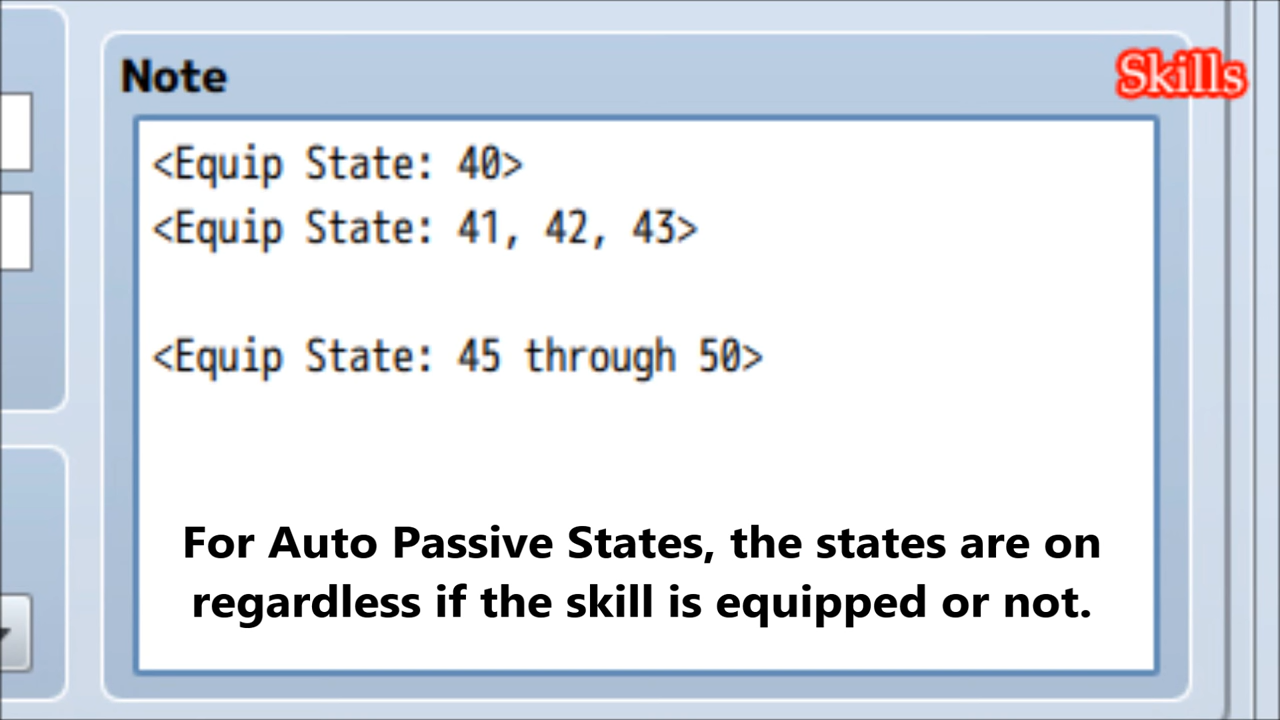 Note
Skills
<Equip State: 40>
<Equip State: 41, 42, 43>
<Equip State: 45 through 50>
For Auto Passive States, the states are on
regardless if the skill is equipped or not.